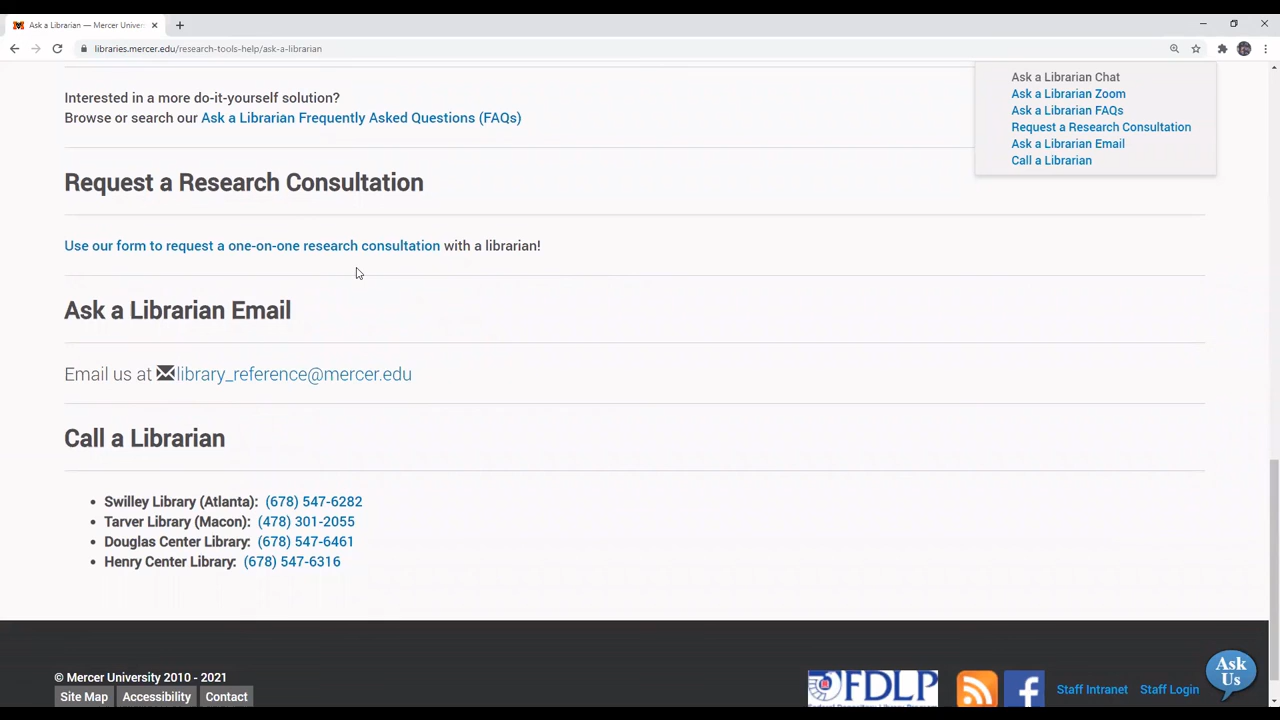 Ask a Librarian — Mercer Univer
libraries.mercer.edu/research-tools-help/ask-a-librarian
Ask a Librarian Chat
Ask a Librarian Zoom
Ask a Librarian FAQs
Request a Research Consultation
Ask a Librarian Email
Call a Librarian
Interested in a more do-it-yourself solution?
Browse or search our Ask a Librarian Frequently Asked Questions (FAQs)
Request a Research Consultation
Use our form to request a one-on-one research consultation with a librarian!
Ask a Librarian Email
Email us at library_reference@mercer.edu
Call a Librarian
• Swilley Library (Atlanta): (678) 547-6282
• Tarver Library (Macon): (478) 301-2055
• Douglas Center Library: (678) 547-6461
• Henry Center Library: (678) 547-6316
© Mercer University 2010 - 2021
Site Map Accessibility Contact
FDLP
Federal Depository Library Program
Staff Intranet Staff Login
Ask
Us